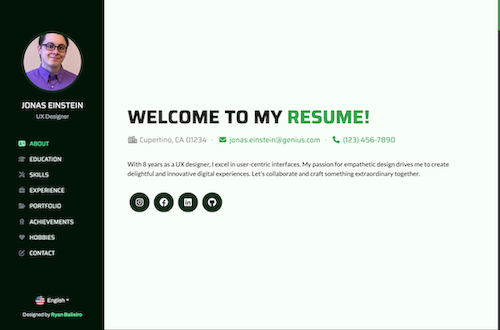 JONAS EINSTEIN
UX Designer
ABOUT
EDUCATION
SKILLS
EXPERIENCE
PORTFOLIO
ACHIEVEMENTS
HOBBIES
CONTACT
English
Designed by Ryan Balieiro
WELCOME TO MY RESUME!
Cupertino, CA 01234 · jonas.einstein@genius.com · (123) 456-7890
With 8 years as a UX designer, I excel in user-centric interfaces. My passion for empathetic design drives me to create
delightful and innovative digital experiences. Let's collaborate and craft something extraordinary together.